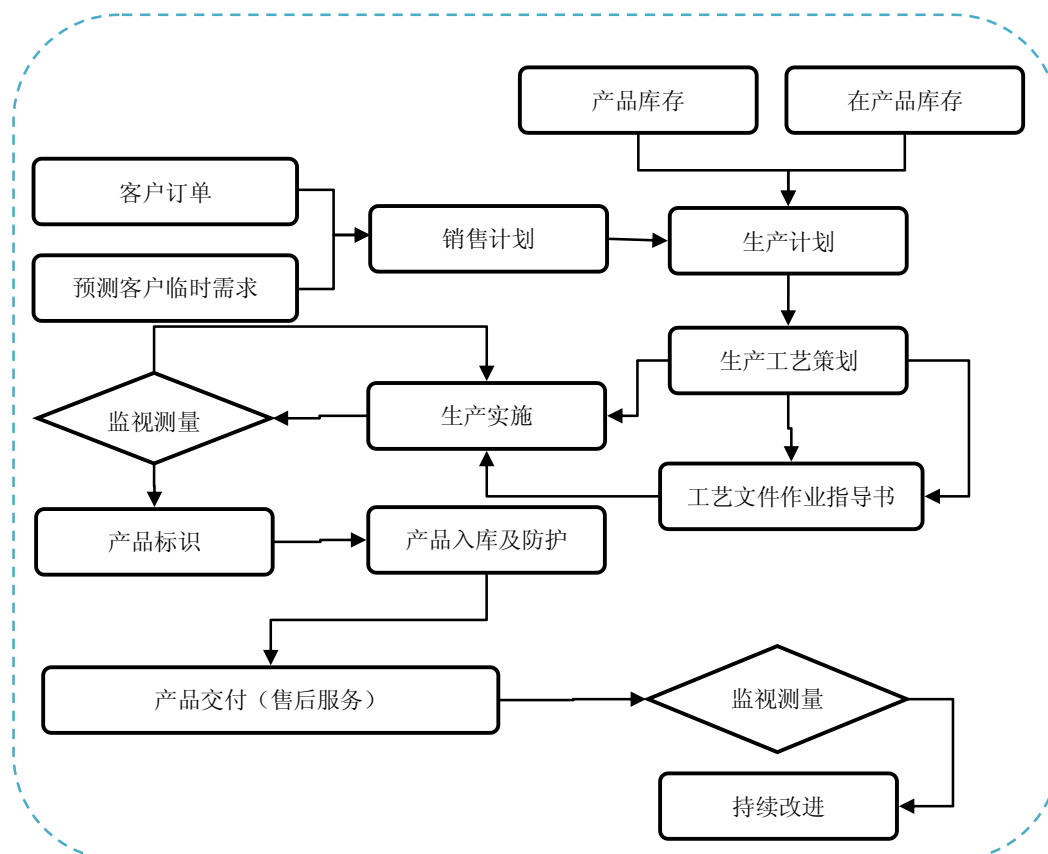 产品库存
在产品库存
客户订单
销售计划
生产计划
预测客户临时需求
生产工艺策划
监视测量
生产实施
工艺文件作业指导书
产品标识
产品入库及防护
产品交付（售后服务）
监视测量
持续改进